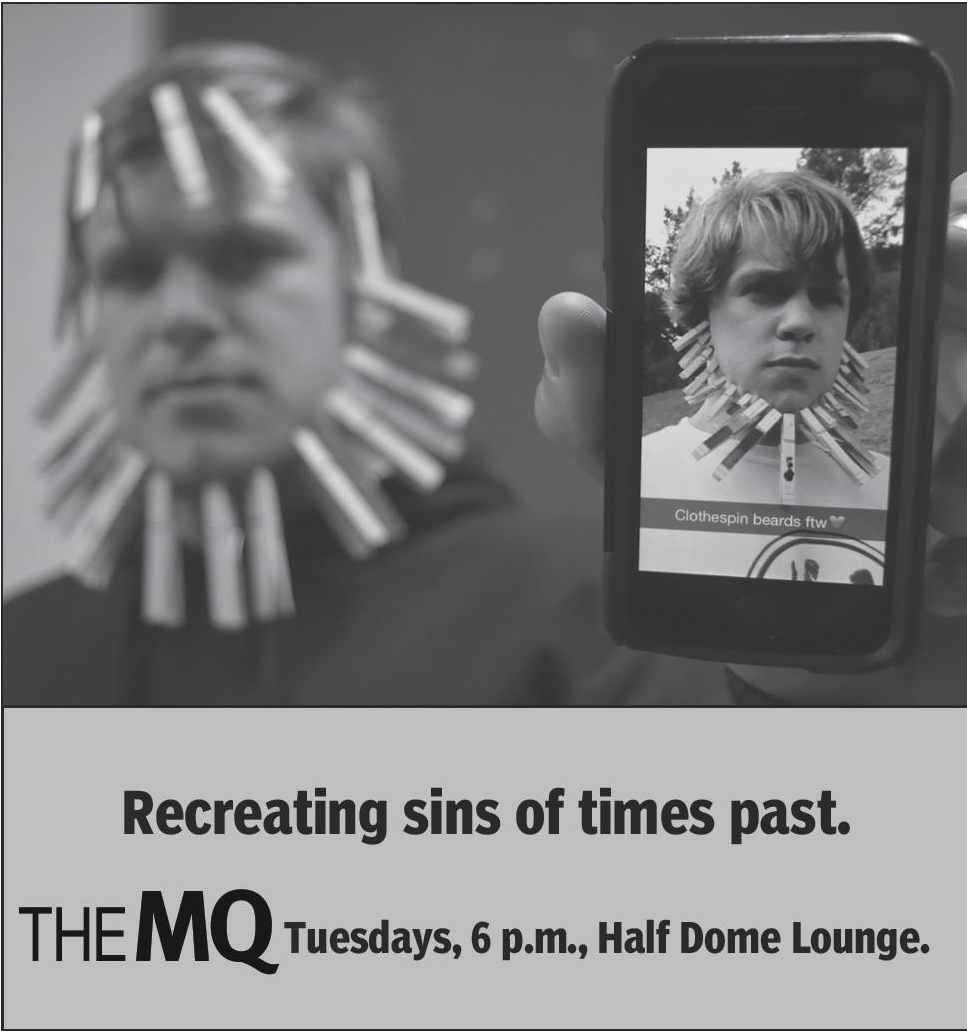 Clothespin beards ftw🤍
Recreating sins of times past.
THE MQ Tuesdays, 6 p.m., Half Dome Lounge.